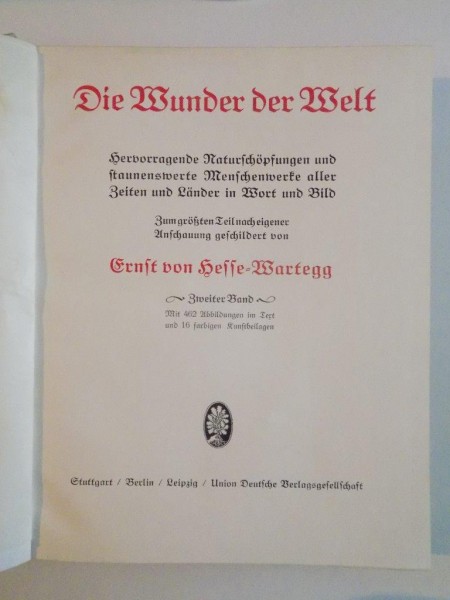 Die Wunder der Welt
Hervorragende Naturschöpfungen und
staunenswerte Menschenwerke aller
Zeiten und Länder in Wort und Bild
Zum größten Teil nach eigener
Anschauung geschildert von
Ernst von Hesse-Wartegg
Zweiter Band
Mit 462 Abbildungen im Text
und 16 farbigen Kunstbeilagen
Stuttgart / Berlin / Leipzig / Union Deutsche Verlagsgesellschaft